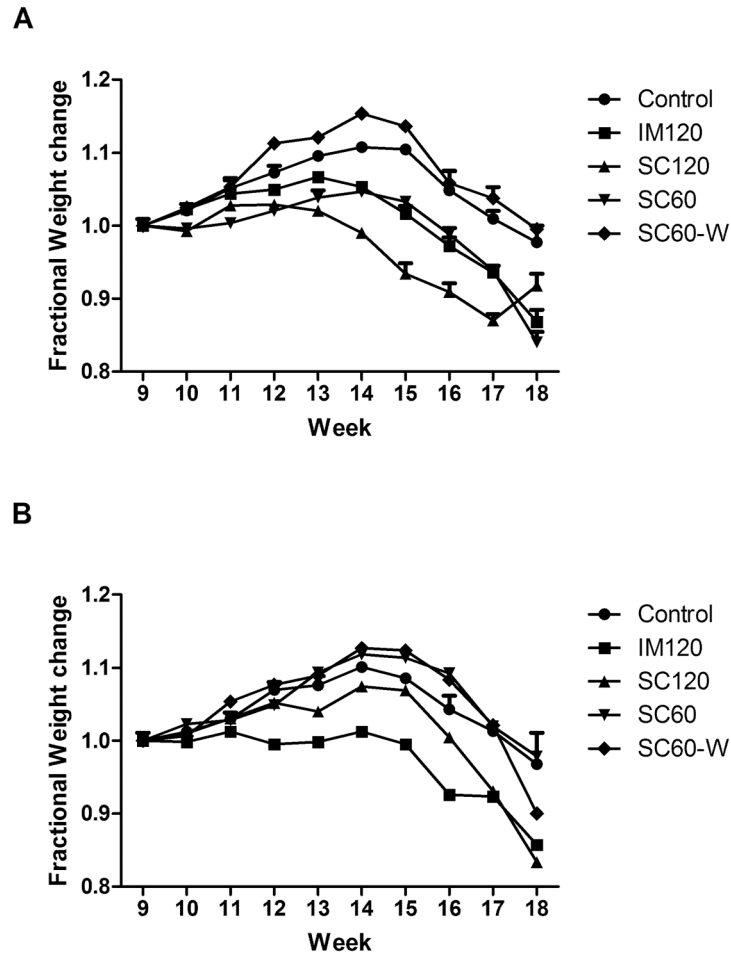 A
Fractional Weight change
1.2
1.1
1.0
0.9
0.8
9 10 11 12 13 14 15 16 17 18
Week
Control
IM120
SC120
SC60
SC60-W
B
Fractional Weight change
1.2
1.1
1.0
0.9
0.8
9 10 11 12 13 14 15 16 17 18
Week
Control
IM120
SC120
SC60
SC60-W